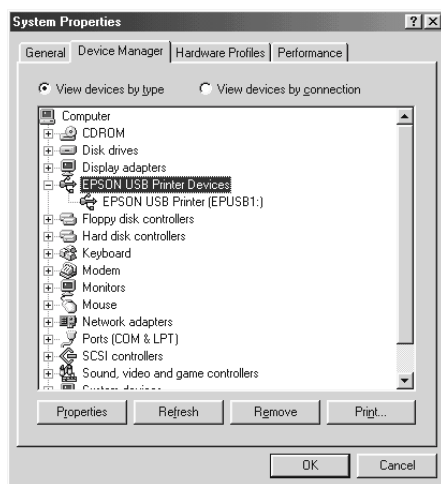 System Properties
General Device Manager Hardware Profiles Performance
View devices by type View devices by connection
Computer
CDROM
Disk drives
Display adapters
EPSON USB Printer Devices
EPSON USB Printer (EPUSB1:)
Floppy disk controllers
Hard disk controllers
Keyboard
Modem
Monitors
Mouse
Network adapters
Ports (COM & LPT)
SCSI controllers
Sound, video and game controllers
System devices
Properties Refresh Remove Print...
OK Cancel